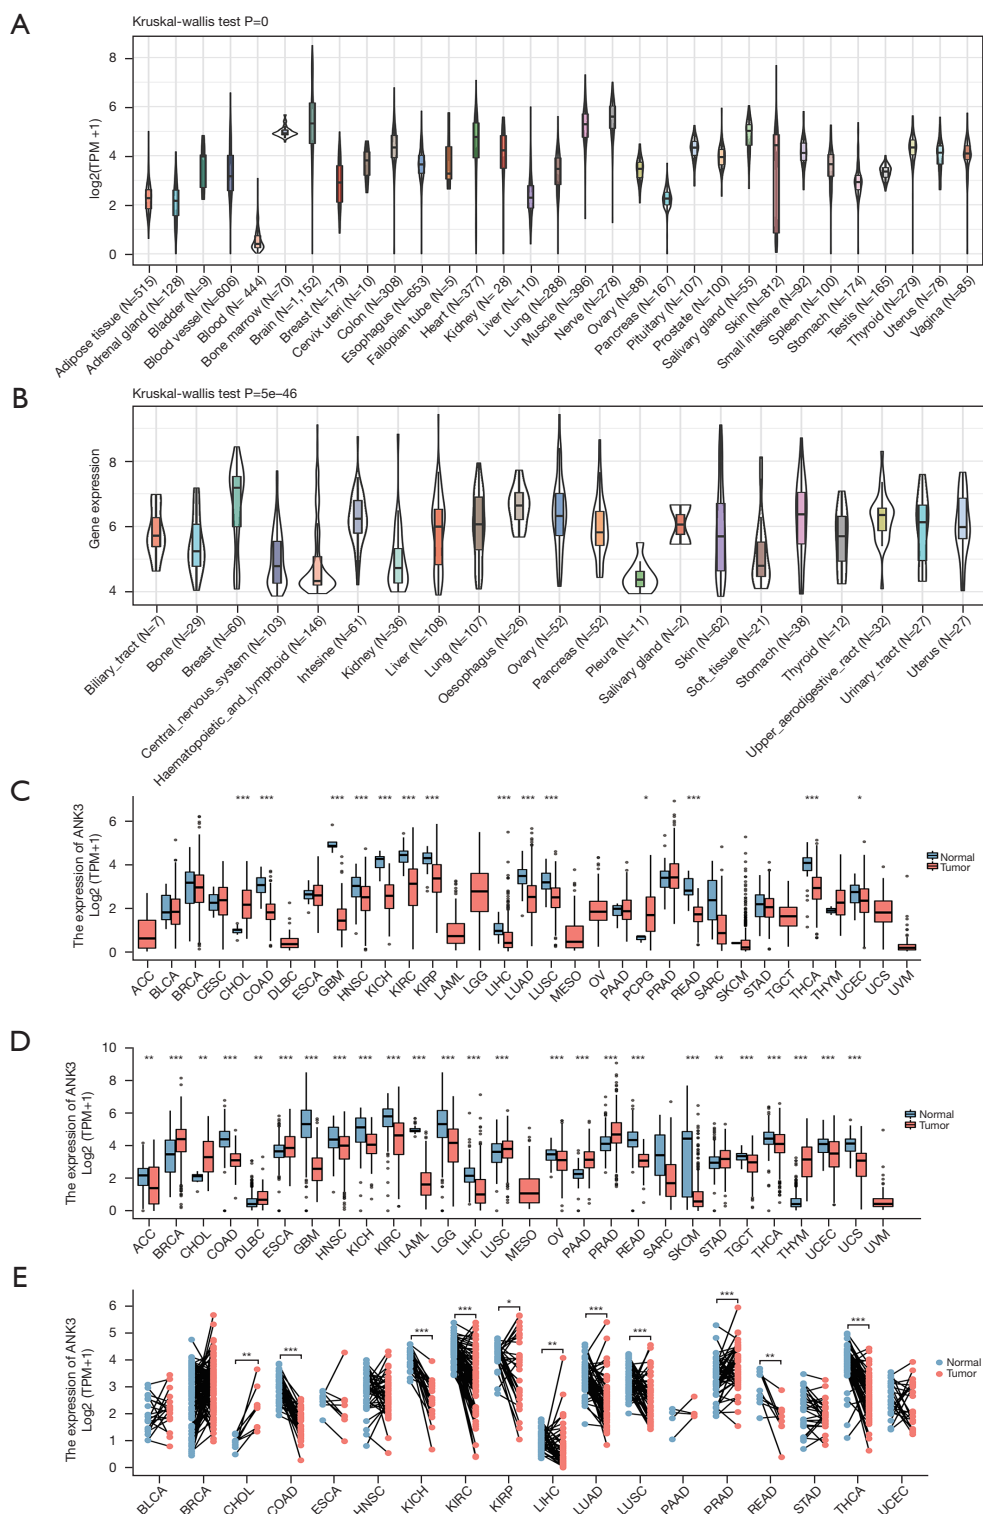 A
Kruskal-wallis test P=0
log2(TPM +1)
8
6
4
2
0
Adipose tissue (N=515)
Adrenal gland (N=128)
Bladder (N=9)
Blood vessel (N=606)
Blood (N= 444)
Bone marrow (N=70)
Brain (N=1,152)
Breast (N=179)
Cervix uteri (N=10)
Colon (N=308)
Esophagus (N=653)
Fallopian tube (N=5)
Heart (N=377)
Kidney (N= 28)
Liver (N=110)
Lung (N=288)
Muscle (N=396)
Nerve (N=278)
Ovary (N=88)
Pancreas (N=167)
Pituitary (N=107)
Prostate (N=100)
Salivary gland (N=55)
Skin (N=812)
Small intestine (N=92)
Spleen (N=100)
Stomach (N=174)
Testis (N=165)
Thyroid (N=279)
Uterus (N=78)
Vagina (N=85)
B
Kruskal-wallis test P=5e−46
Gene expression
8
6
4
Biliary_tract (N=7)
Bone (N=29)
Breast (N=60)
Central_nervous_system (N=103)
Haematopoietic_and_lymphoid (N=146)
Intesine (N=61)
Kidney (N=36)
Liver (N=108)
Lung (N=107)
Oesophagus (N=26)
Ovary (N=52)
Pancreas (N=52)
Pleura (N=11)
Salivary gland (N=2)
Skin (N=62)
Soft_tissue (N=21)
Stomach (N=38)
Thyroid (N=12)
Upper_aerodigestive_ract (N=32)
Urinary_tract (N=27)
Uterus (N=27)
C
The expression of ANK3
Log2 (TPM+1)
6
4
2
0
*** *** *** *** *** *** *** *** *** *** * *** *** *
Normal
Tumor
ACC
BLCA
BRCA
CESC
CHOL
COAD
DLBC
ESCA
GBM
HNSC
KICH
KIRC
KIRP
LAML
LGG
LIHC
LUAD
LUSC
MESO
OV
PAAD
PCPG
PRAD
READ
SARC
SKCM
STAD
TGCT
THCA
THYM
UCEC
UCS
UVM
D
The expression of ANK3
Log2 (TPM+1)
10
8
6
4
2
0
** *** ** *** ** *** *** *** *** *** *** *** *** *** *** *** *** *** *** ** *** *** *** *** ***
Normal
Tumor
ACC
BRCA
CHOL
COAD
DLBC
ESCA
GBM
HNSC
KICH
KIRC
LAML
LGG
LIHC
LUSC
MESO
OV
PAAD
PRAD
READ
SARC
SKCM
STAD
TGCT
THCA
THYM
UCEC
UCS
UVM
E
The expression of ANK3
Log2 (TPM+1)
6
5
4
3
2
1
0
** *** *** *** * ** *** *** *** ** ***
Normal
Tumor
BLCA
BRCA
CHOL
COAD
ESCA
HNSC
KICH
KIRC
KIRP
LIHC
LUAD
LUSC
PAAD
PRAD
READ
STAD
THCA
UCEC